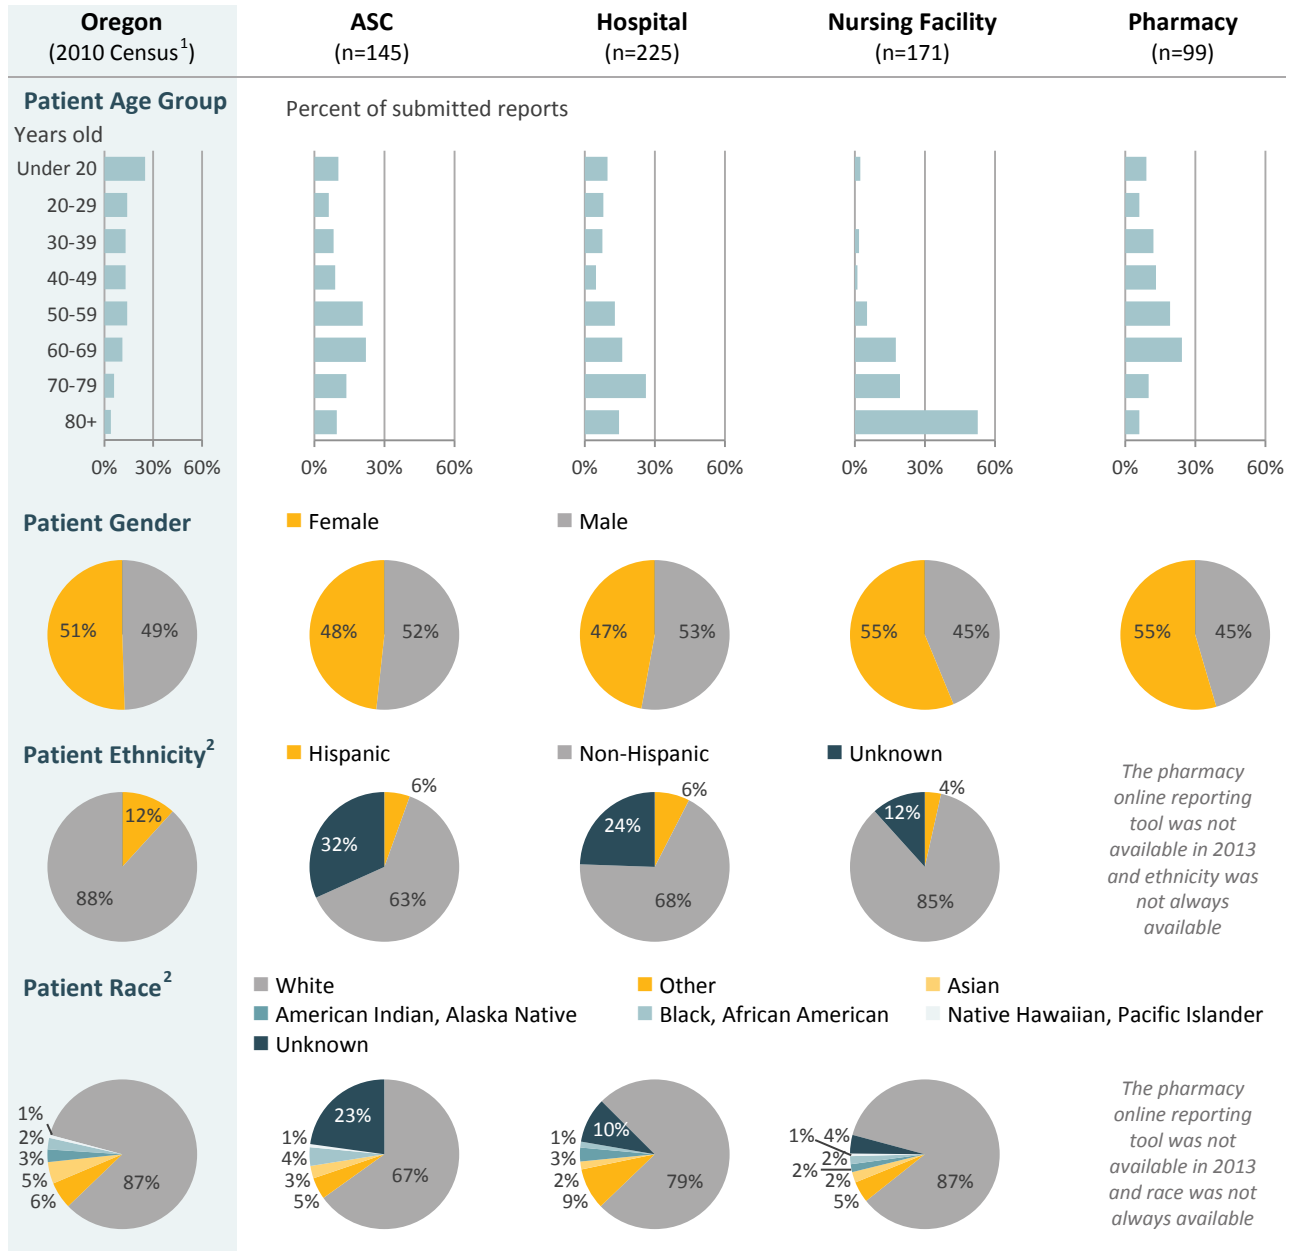 Oregon ASC Hospital Nursing Facility Pharmacy
(2010 Census1) (n=145) (n=225) (n=171) (n=99)
Patient Age Group
Percent of submitted reports
Years old
Under 20
20-29
30-39
40-49
50-59
60-69
70-79
80+
0% 30% 60% 0% 30% 60% 0% 30% 60% 0% 30% 60% 0% 30% 60%
Patient Gender Female Male
51% 49% 48% 52% 47% 53% 55% 45% 55% 45%
Patient Ethnicity2 Hispanic Non-Hispanic Unknown
12%
88%
6%
32%
63%
6%
24%
68%
4%
12%
85%
The pharmacy
online reporting
tool was not
available in 2013
and ethnicity was
not always
available
Patient Race2
White Other Asian
American Indian, Alaska Native Black, African American Native Hawaiian, Pacific Islander
Unknown
1%
2%
3%
5%
6%
87%
23%
1%
4%
3%
5%
67%
10%
1%
3%
2%
9%
79%
4%
1%
2%
2%
2%
5%
87%
The pharmacy
online reporting
tool was not
available in 2013
and race was not
always available